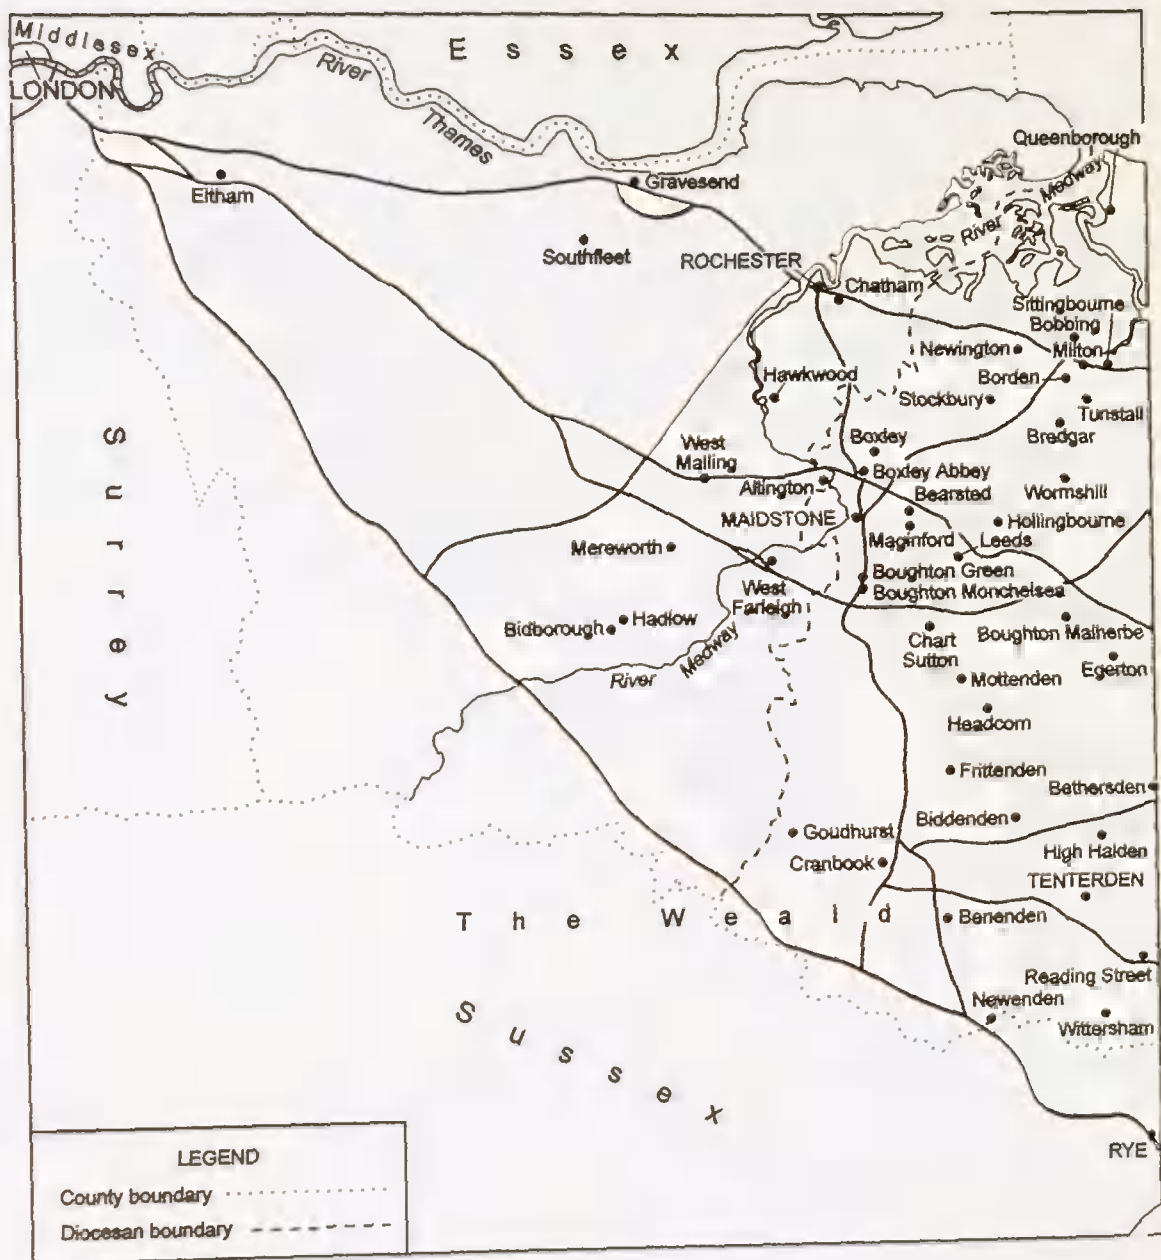 Middlesex
Essex
River
Thames
LONDON
Queenborough
Medway
River
Eltham
Gravesend
Southfleet
ROCHESTER
Chatham
Sittingbourne
Bobbing
Newington
Milton
Hawkwood
Borden
Stockbury
Tunstall
Surrey
Bredgar
West
Malling
Boxley
Boxley Abbey
Allington
Bearsted
Wormshill
MAIDSTONE
Hollingbourne
Mereworth
Maginford
Leeds
Boughton Green
West
Farleigh
Boughton Monchelsea
Bidborough
Hadlow
Chart
Sutton
Boughton Malherbe
Egerton
River
Medway
Mottenden
Headcorn
Frittenden
Bethersden
Biddenden
Goudhurst
High Halden
Cranbook
TENTERDEN
The Weald
Benenden
Reading Street
Newenden
Wittersham
Sussex
RYE
LEGEND
County boundary
Diocesan boundary